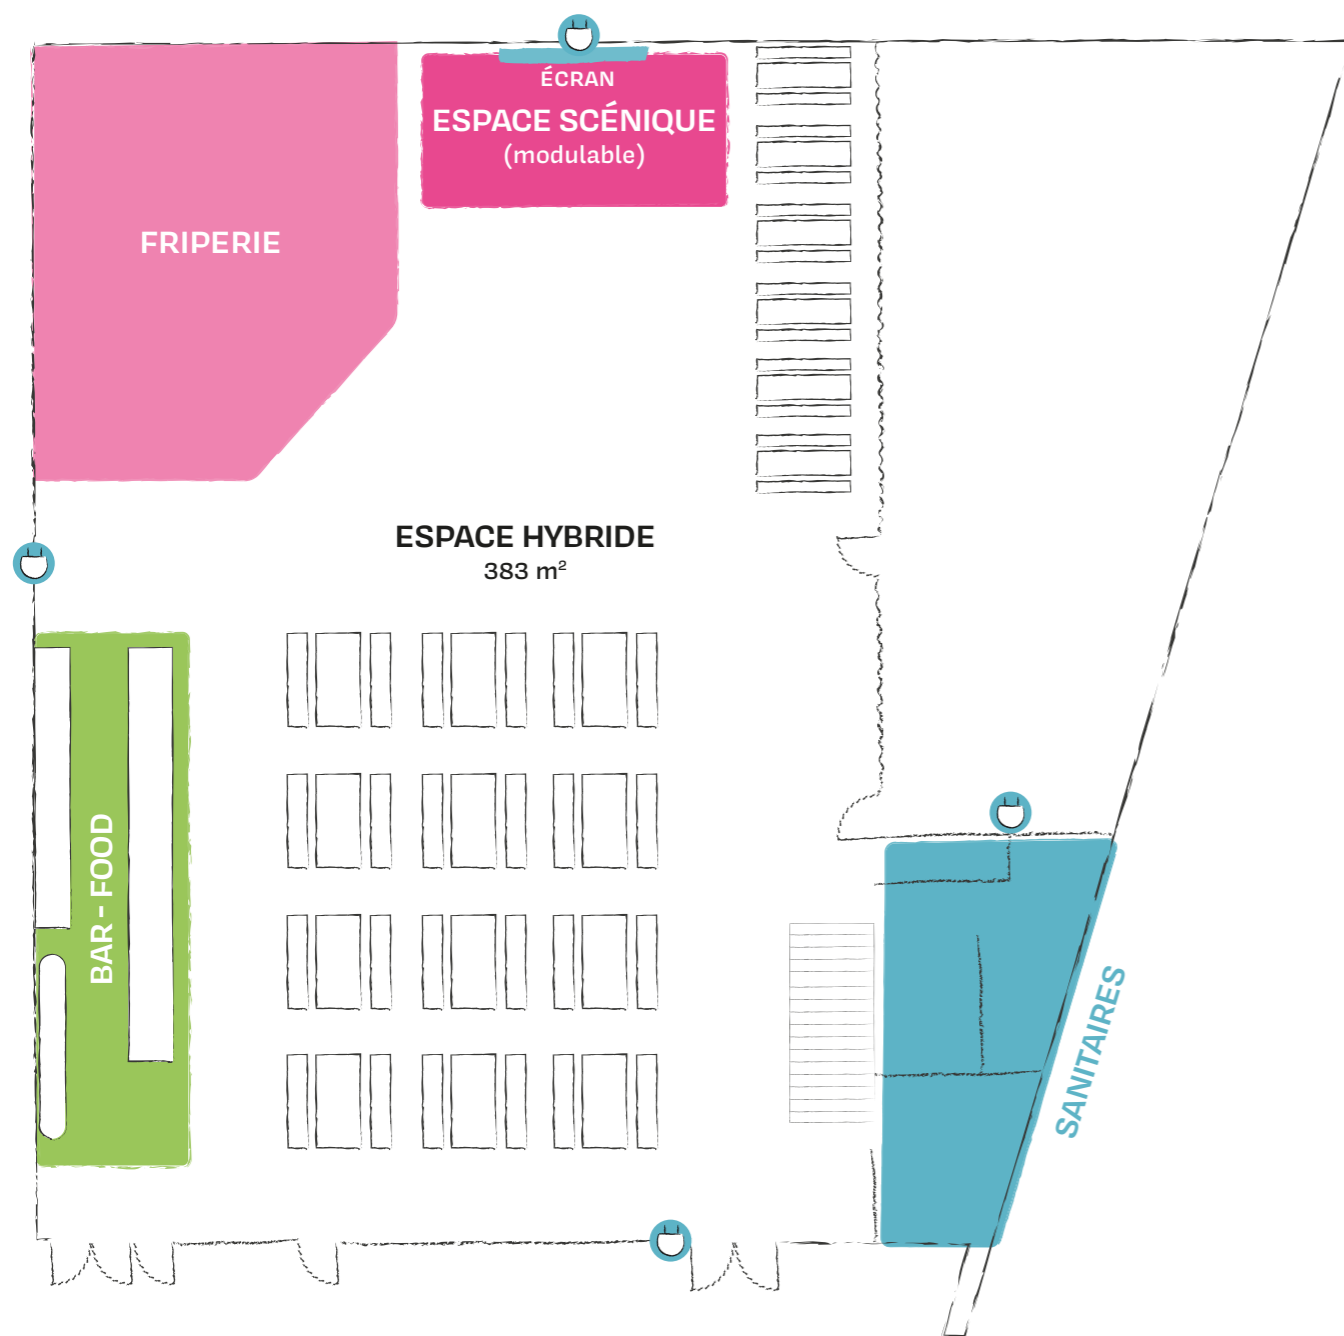 ÉCRAN
ESPACE SCÉNIQUE
(modulable)
FRIPERIE
ESPACE HYBRIDE
383 m²
BAR - FOOD
SANITAIRES